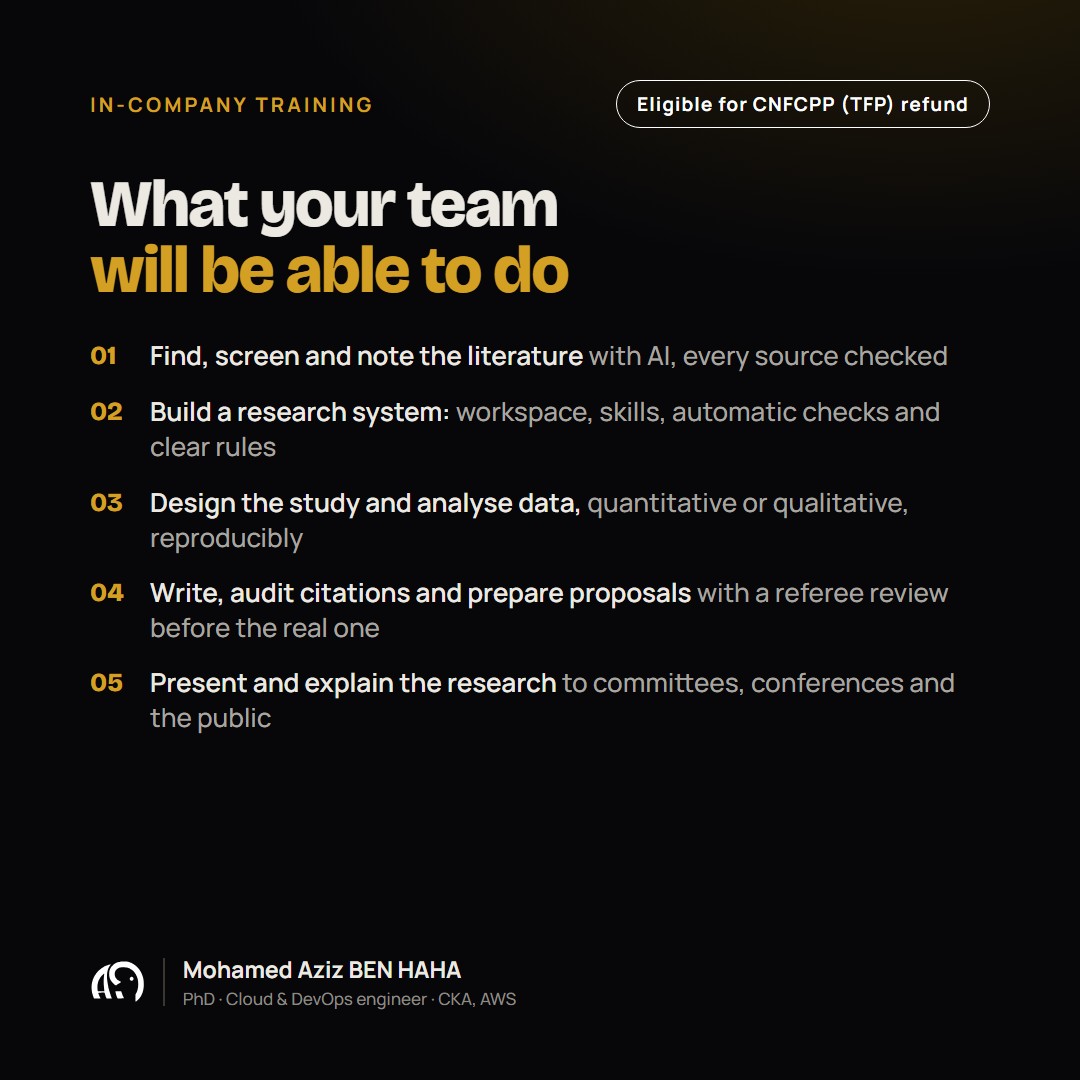 IN-COMPANY TRAINING
Eligible for CNFCPP (TFP) refund
What your team
will be able to do
01 Find, screen and note the literature with AI, every source checked
02 Build a research system: workspace, skills, automatic checks and
clear rules
03 Design the study and analyse data, quantitative or qualitative,
reproducibly
04 Write, audit citations and prepare proposals with a referee review
before the real one
05 Present and explain the research to committees, conferences and
the public
Mohamed Aziz BEN HAHA
PhD · Cloud & DevOps engineer · CKA, AWS